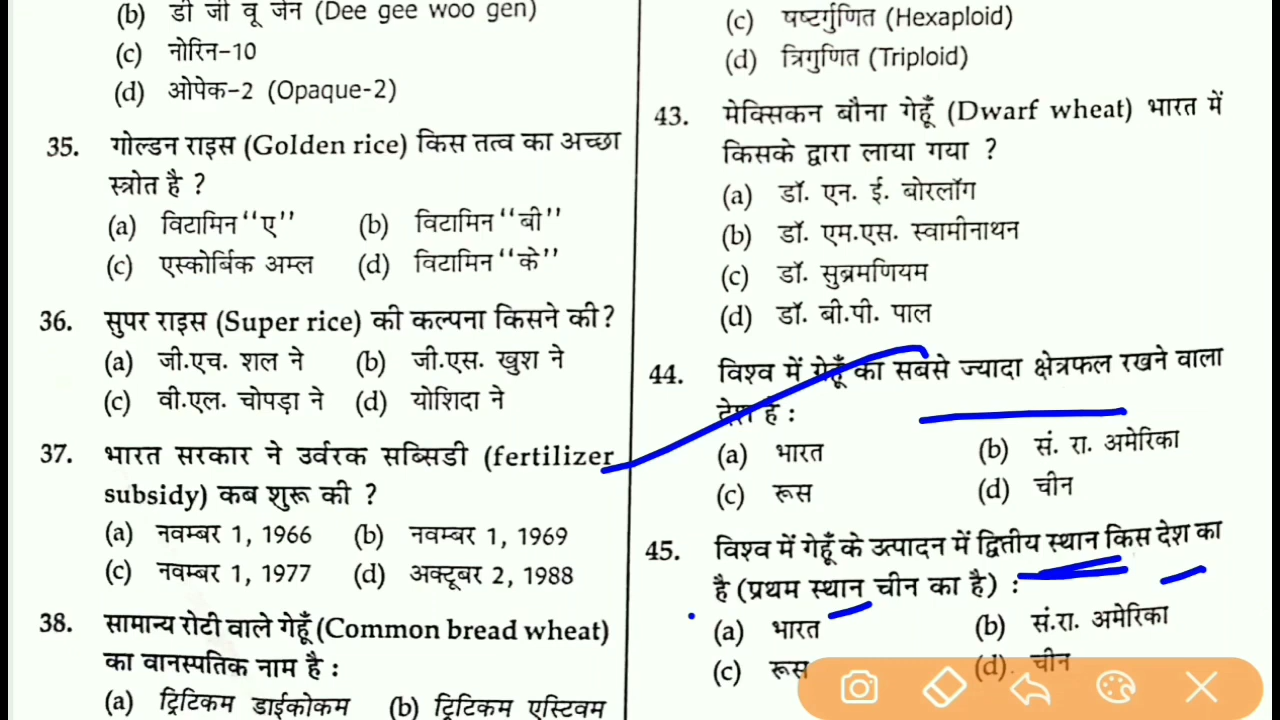 (b) डी जी वू जेन (Dee gee woo gen)
(c) नोरिन-10
(d) ओपेक-2 (Opaque-2)
35. गोल्डन राइस (Golden rice) किस तत्व का अच्छा
स्त्रोत है ?
(a) विटामिन ‘‘ए’’ (b) विटामिन ‘‘बी’’
(c) एस्कोर्बिक अम्ल (d) विटामिन ‘‘के’’
36. सुपर राइस (Super rice) की कल्पना किसने की?
(a) जी.एच. शल ने (b) जी.एस. खुश ने
(c) वी.एल. चोपड़ा ने (d) योशिदा ने
37. भारत सरकार ने उर्वरक सब्सिडी (fertilizer
subsidy) कब शुरू की ?
(a) नवम्बर 1, 1966 (b) नवम्बर 1, 1969
(c) नवम्बर 1, 1977 (d) अक्टूबर 2, 1988
38. सामान्य रोटी वाले गेहूँ (Common bread wheat)
का वानस्पतिक नाम है :
(a) ट्रिटिकम डाईकोकम (b) ट्रिटिकम एस्टिवम
(c) षष्टर्गुणित (Hexaploid)
(d) त्रिगुणित (Triploid)
43. मेक्सिकन बौना गेहूँ (Dwarf wheat) भारत में
किसके द्वारा लाया गया ?
(a) डॉ. एन. ई. बोरलॉग
(b) डॉ. एम.एस. स्वामीनाथन
(c) डॉ. सुब्रमणियम
(d) डॉ. बी.पी. पाल
44. विश्व में गेहूँ का सबसे ज्यादा क्षेत्रफल रखने वाला
देश है :
(a) भारत (b) सं. रा. अमेरिका
(c) रूस (d) चीन
45. विश्व में गेहूँ के उत्पादन में द्वितीय स्थान किस देश का
है (प्रथम स्थान चीन का है) :
(a) भारत (b) सं.रा. अमेरिका
(c) रूस (d). चीन